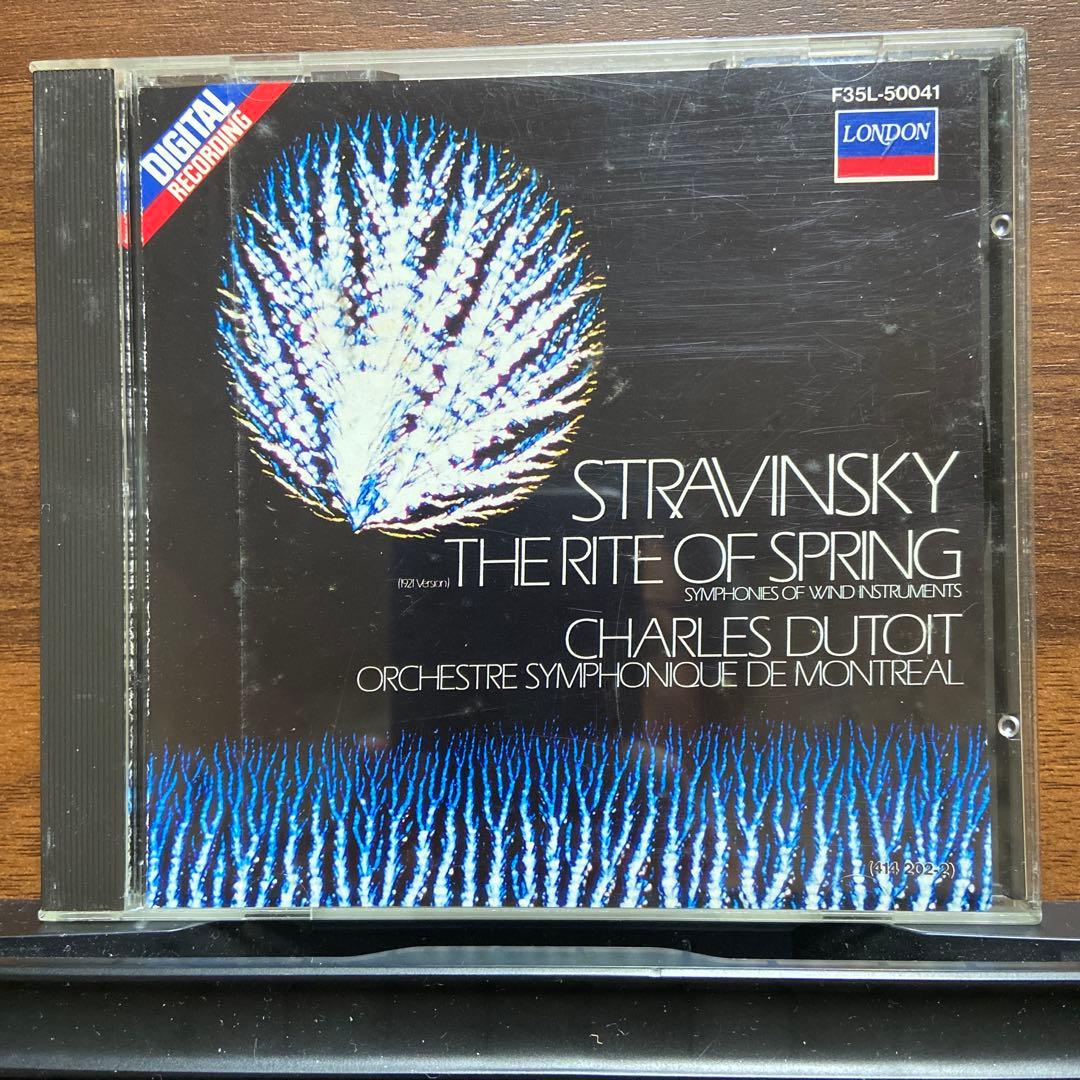 DIGITAL
RECORDING
F35L-50041
LONDON
STRAVINSKY
(1921 Version) THE RITE OF SPRING
SYMPHONIES OF WIND INSTRUMENTS
CHARLES DUTOIT
ORCHESTRE SYMPHONIQUE DE MONTREAL
(414 202-2)